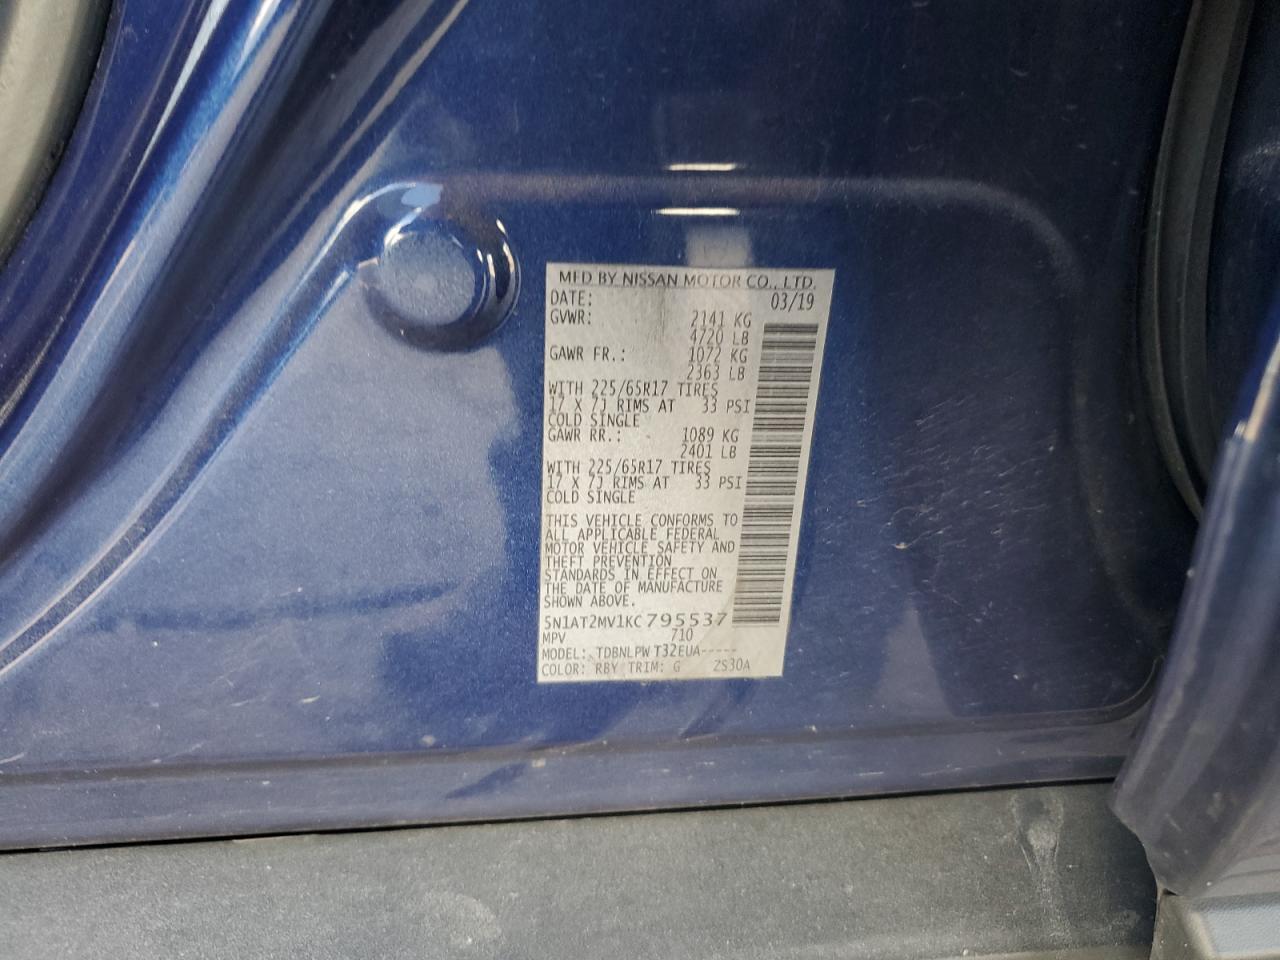 MFD BY NISSAN MOTOR CO., LTD.
DATE: 03/19
GVWR: 2141 KG
4720 LB
GAWR FR.: 1072 KG
2363 LB
WITH 225/65R17 TIRES
17 X 7J RIMS AT 33 PSI
COLD SINGLE
GAWR RR.: 1089 KG
2401 LB
WITH 225/65R17 TIRES
17 X 7J RIMS AT 33 PSI
COLD SINGLE
THIS VEHICLE CONFORMS TO
ALL APPLICABLE FEDERAL
MOTOR VEHICLE SAFETY AND
THEFT PREVENTION
STANDARDS IN EFFECT ON
THE DATE OF MANUFACTURE
SHOWN ABOVE.
5N1AT2MV1KC795537
MPV 710
MODEL: TDBNLPW T32EUA-----
COLOR: RBY TRIM: G ZS30A